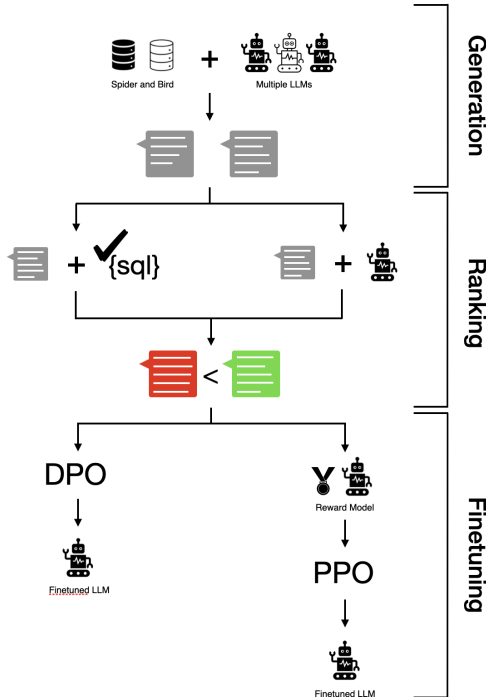 Spider and Bird
+
Multiple LLMs
Generation
+
{sql}
+
Ranking
<
DPO
Finetuned LLM
Reward Model
PPO
Finetuned LLM
Finetuning